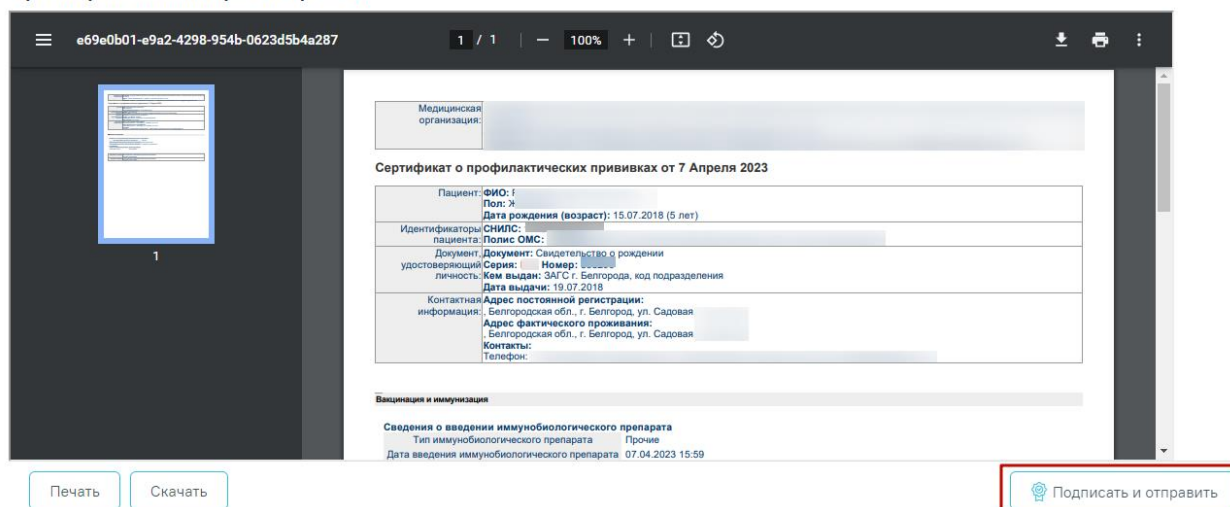 e69e0b01-e9a2-4298-954b-0623d5b4a287
1 / 1
100%
1
Медицинская
организация:
Сертификат о профилактических прививках от 7 Апреля 2023
Пациент: ФИО:
Пол: Ж
Дата рождения (возраст): 15.07.2018 (5 лет)
Идентификаторы СНИЛС:
пациента: Полис ОМС:
Документ, Документ: Свидетельство о рождении
удостоверяющий Серия: Номер:
личность: Кем выдан: ЗАГС г. Белгорода, код подразделения
Дата выдачи: 19.07.2018
Контактная Адрес постоянной регистрации:
информация: , Белгородская обл., г. Белгород, ул. Садовая
Адрес фактического проживания:
, Белгородская обл., г. Белгород, ул. Садовая
Контакты:
Телефон:
Вакцинация и иммунизация
Сведения о введении иммунобиологического препарата
Тип иммунобиологического препарата Прочие
Дата введения иммунобиологического препарата 07.04.2023 15:59
Печать Скачать Подписать и отправить